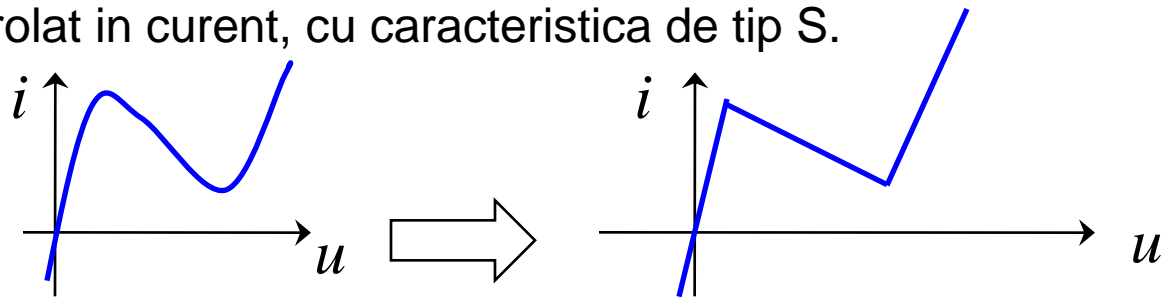 rolat in curent, cu caracteristica de tip S.
i i
u u